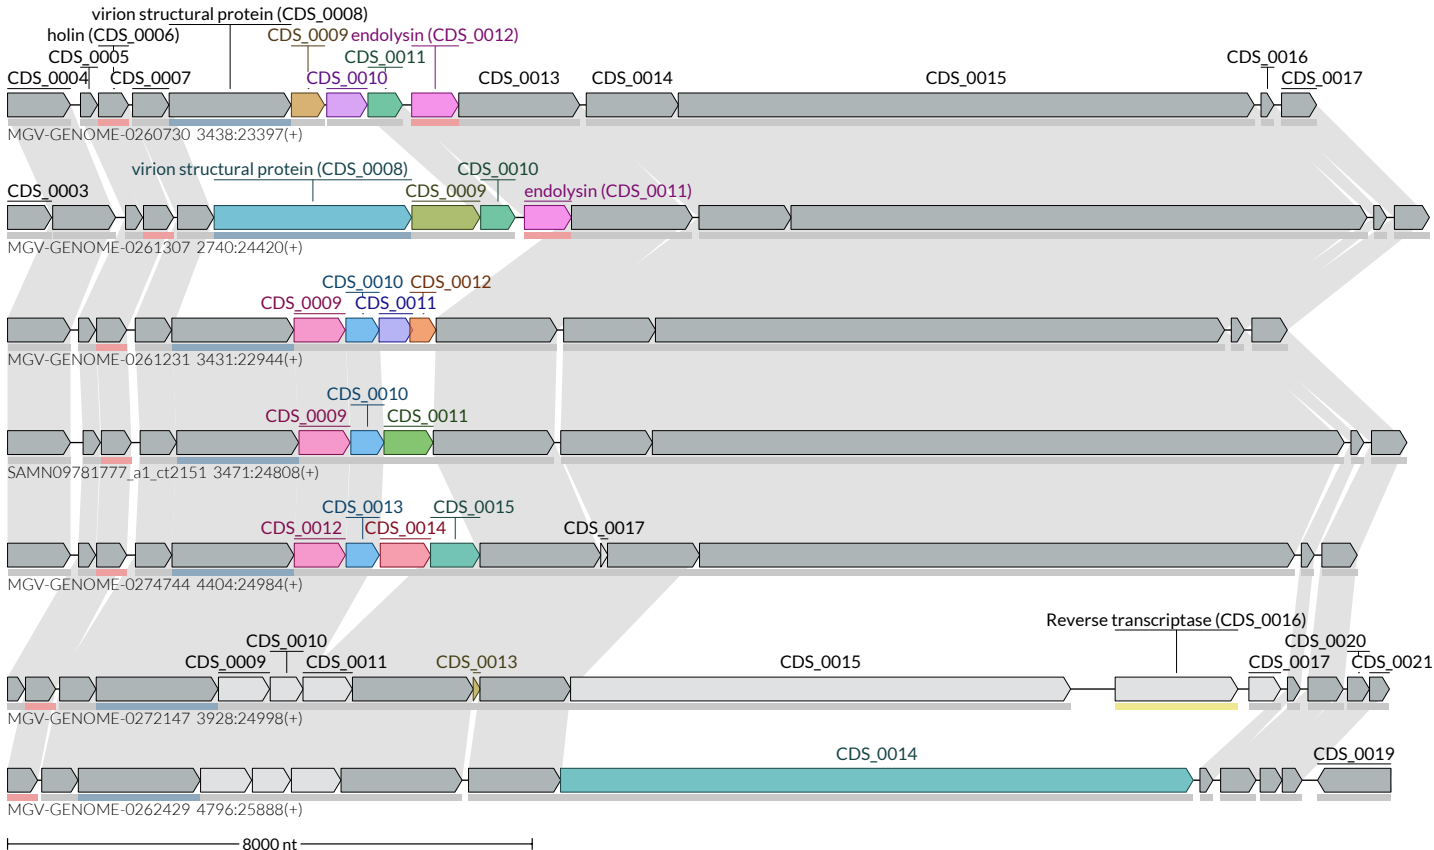 virion structural protein (CDS_0008)
holin (CDS_0006) CDS_0009 endolysin (CDS_0012)
CDS_0005 CDS_0011 CDS_0016
CDS_0004 CDS_0007 CDS_0010 CDS_0013 CDS_0014 CDS_0015 CDS_0017
MGV-GENOME-0260730 3438:23397(+)
virion structural protein (CDS_0008) CDS_0010
CDS_0003 CDS_0009 endolysin (CDS_0011)
MGV-GENOME-0261307 2740:24420(+)
CDS_0010 CDS_0012
CDS_0009 CDS_0011
MGV-GENOME-0261231 3431:22944(+)
CDS_0010
CDS_0009 CDS_0011
SAMN09781777_a1_ct2151 3471:24808(+)
CDS_0013 CDS_0015
CDS_0012 CDS_0014 CDS_0017
MGV-GENOME-0274744 4404:24984(+)
Reverse transcriptase (CDS_0016)
CDS_0010 CDS_0020
CDS_0009 CDS_0011 CDS_0013 CDS_0015 CDS_0017 CDS_0021
MGV-GENOME-0272147 3928:24998(+)
CDS_0014 CDS_0019
MGV-GENOME-0262429 4796:25888(+)
8000 nt